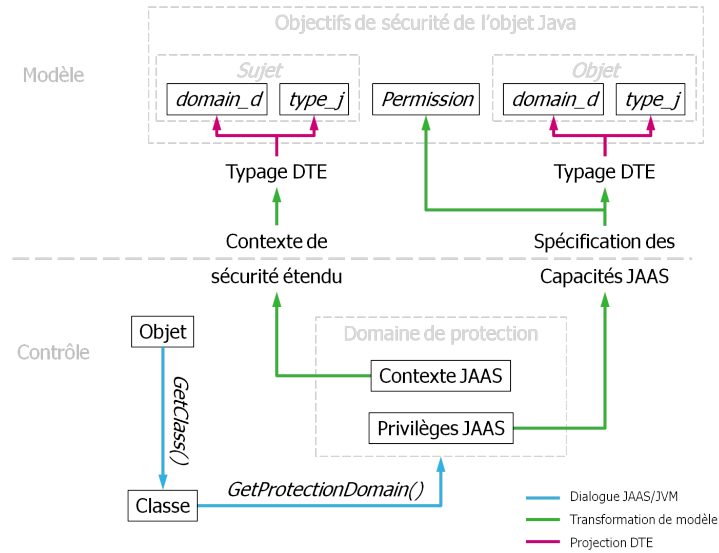 Objectifs de sécurité de l'objet Java
Modèle
Sujet
Objet
domain_d
type_j
Permission
domain_d
type_j
Typage DTE
Typage DTE
Contexte de
sécurité étendu
Spécification des
Capacités JAAS
Contrôle
Objet
Domaine de protection
Contexte JAAS
GetClass()
Privilèges JAAS
Classe
GetProtectionDomain()
Dialogue JAAS/JVM
Transformation de modèle
Projection DTE